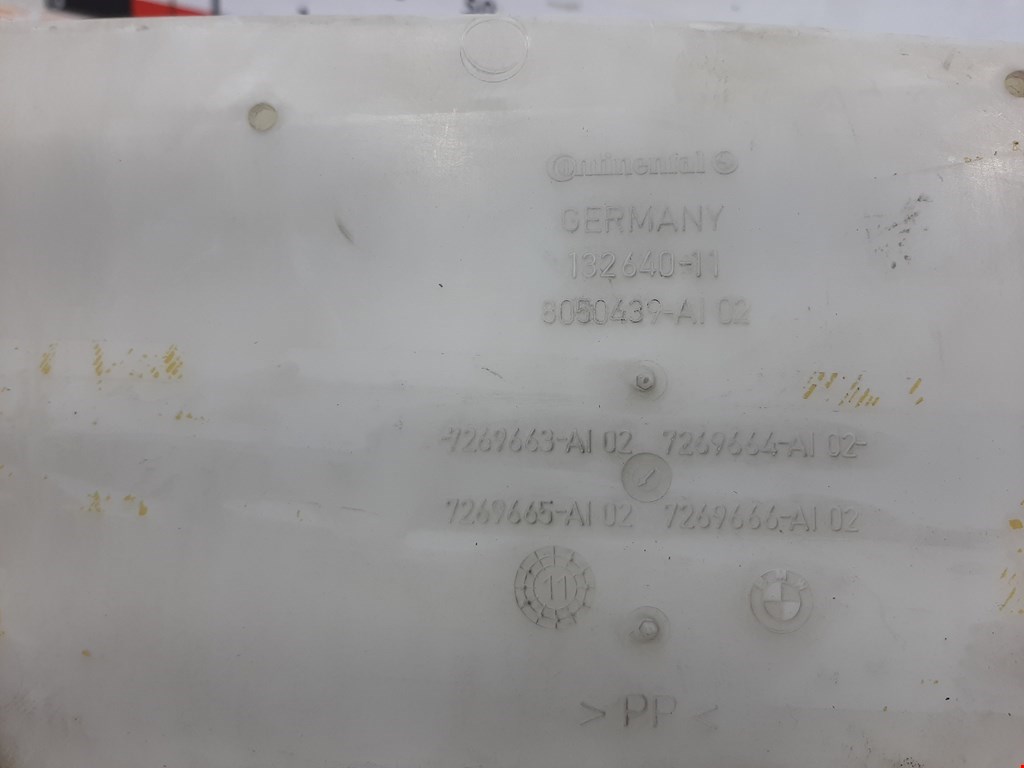 Continental
GERMANY
132640-11
8050439-AI 02
7269663-AI 02 7269664-AI 02
7269665-AI 02 7269666-AI 02
11
> PP <